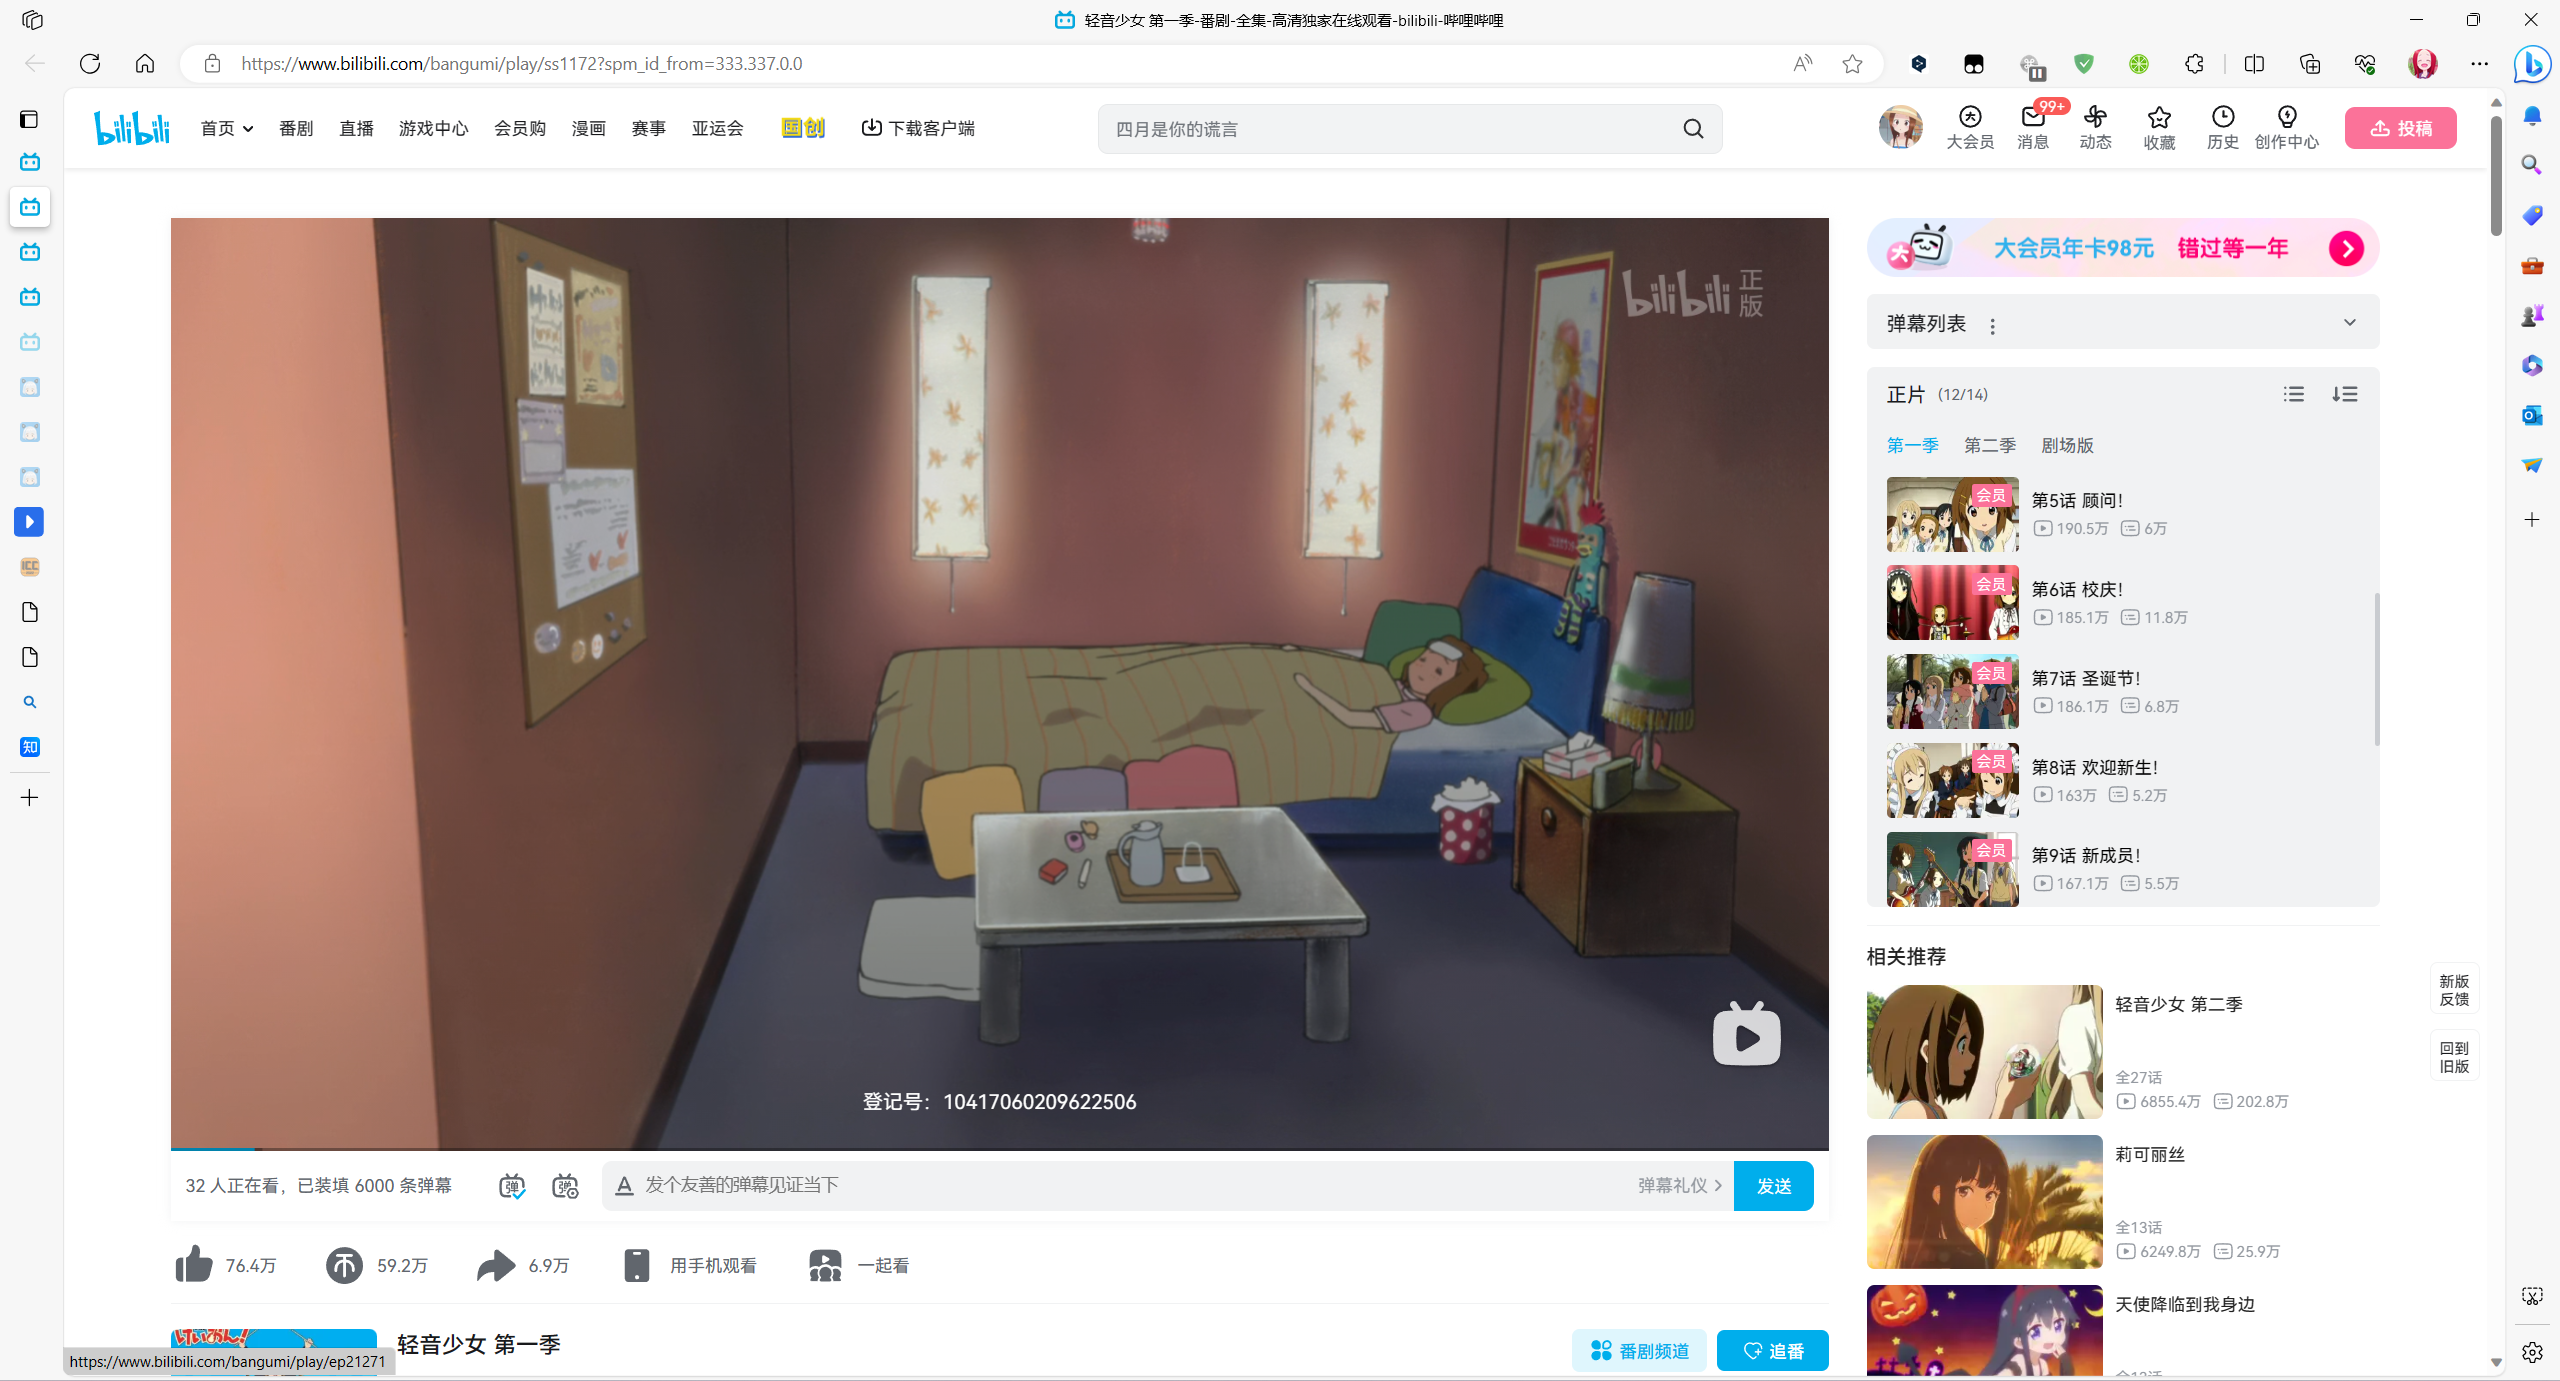 轻音少女 第一季-番剧-全集-高清独家在线观看-bilibili-哔哩哔哩
https://www.bilibili.com/bangumi/play/ss1172?spm_id_from=333.337.0.0
bilibili 首页 番剧 直播 游戏中心 会员购 漫画 赛事 亚运会 国创 下载客户端
四月是你的谎言
大会员 消息 99+ 动态 收藏 历史 创作中心 投稿
bilibili 正版
登记号：10417060209622506
大会员年卡98元 错过等一年
弹幕列表
正片 (12/14)
第一季 第二季 剧场版
会员
第5话 顾问！
190.5万 6万
会员
第6话 校庆！
185.1万 11.8万
会员
第7话 圣诞节！
186.1万 6.8万
会员
第8话 欢迎新生！
163万 5.2万
会员
第9话 新成员！
167.1万 5.5万
相关推荐
轻音少女 第二季
全27话
6855.4万 202.8万
莉可丽丝
全13话
6249.8万 25.9万
天使降临到我身边
新版
反馈
回到
旧版
32 人正在看，已装填 6000 条弹幕
弹
弹
A 发个友善的弹幕见证当下
弹幕礼仪
发送
76.4万 59.2万 6.9万 用手机观看 一起看
けいおん!
轻音少女 第一季
番剧频道 追番
https://www.bilibili.com/bangumi/play/ep21271
ICC
知